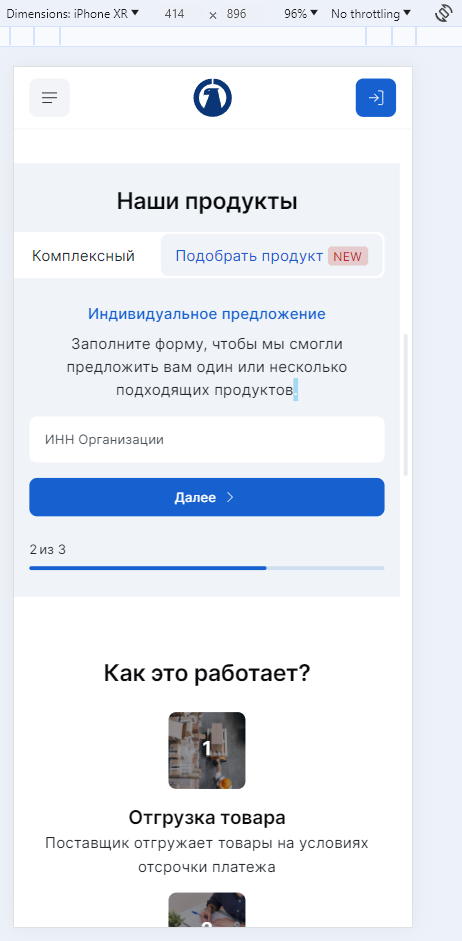 Dimensions: iPhone XR 414 × 896 96% No throttling
Наши продукты
Комплексный Подобрать продукт NEW
Индивидуальное предложение
Заполните форму, чтобы мы смогли
предложить вам один или несколько
подходящих продуктов.
ИНН Организации
Далее
2 из 3
Как это работает?
1
Отгрузка товара
Поставщик отгружает товары на условиях
отсрочки платежа
2